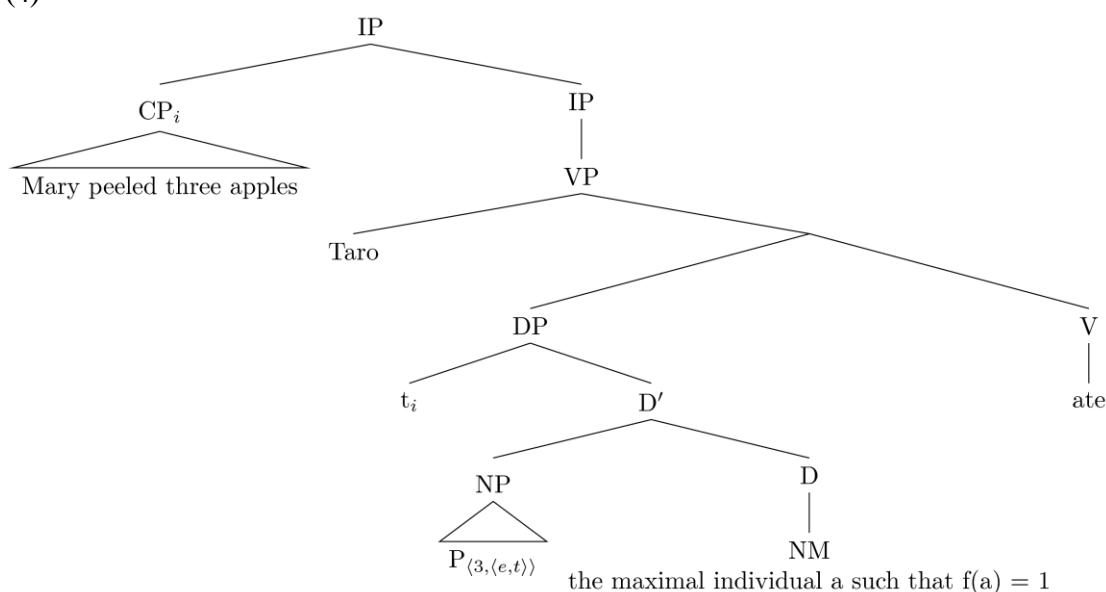 IP
CPᵢ
IP
Mary peeled three apples
VP
Taro
DP
V
tᵢ
D′
ate
NP
D
P⟨3,⟨e,t⟩⟩
NM
the maximal individual a such that f(a) = 1